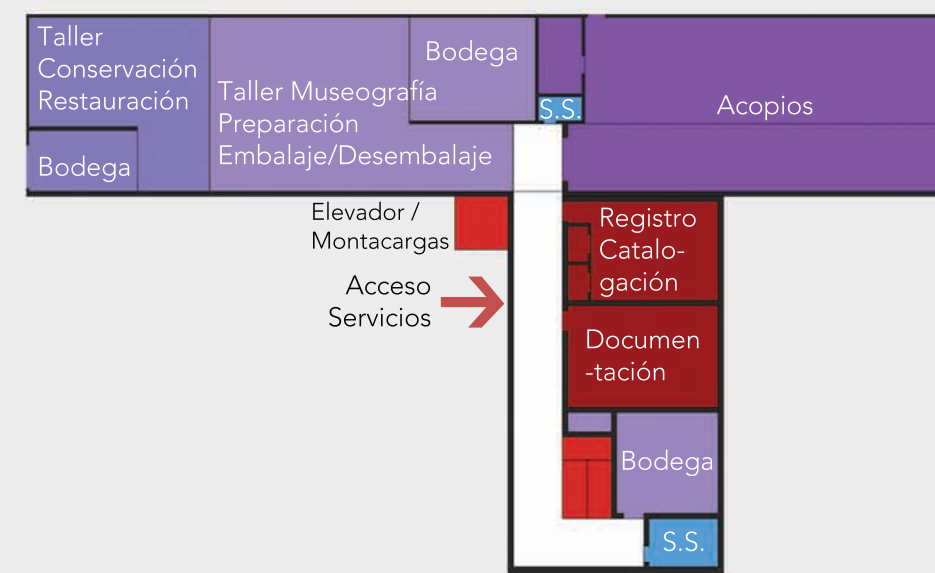 Taller
Conservación
Restauración
Bodega
Taller Museografía
Preparación
Embalaje/Desembalaje
Bodega
S.S.
Acopios
Elevador /
Montacargas
Acceso
Servicios
Registro
Catalo-
gación
Documen
-tación
Bodega
S.S.